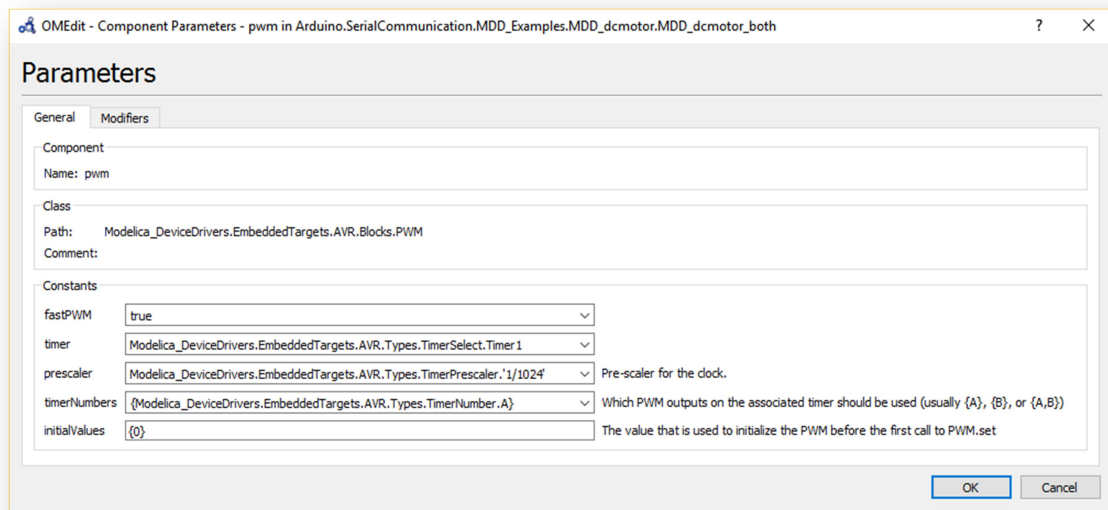 OMEdit - Component Parameters - pwm in Arduino.SerialCommunication.MDD_Examples.MDD_dcmotor.MDD_dcmotor_both ?
Parameters
General Modifiers
Component
Name: pwm
Class
Path: Modelica_DeviceDrivers.EmbeddedTargets.AVR.Blocks.PWM
Comment:
Constants
fastPWM true
timer Modelica_DeviceDrivers.EmbeddedTargets.AVR.Types.TimerSelect.Timer1
prescaler Modelica_DeviceDrivers.EmbeddedTargets.AVR.Types.TimerPrescaler.'1/1024' Pre-scaler for the clock.
timerNumbers {Modelica_DeviceDrivers.EmbeddedTargets.AVR.Types.TimerNumber.A} Which PWM outputs on the associated timer should be used (usually {A}, {B}, or {A,B})
initialValues {0} The value that is used to initialize the PWM before the first call to PWM.set
OK Cancel